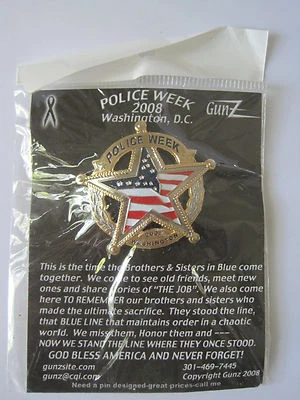 POLICE WEEK
2008
Washington, D.C.
GunZ
POLICE WEEK
2008
WASHINGTON
This is the time the Brothers & Sisters in Blue come
together. We come to see old friends, meet new
ones and share stories of "THE JOB". We also come
here TO REMEMBER our brothers and sisters who
made the ultimate sacrifice. They stood the line,
that BLUE LINE that maintains order in a chaotic
world. We miss them, Honor them and ---
NOW WE STAND THE LINE WHERE THEY ONCE STOOD.
GOD BLESS AMERICA AND NEVER FORGET!
gunzsite.com
301-469-7445
gunz@cqi.com
Copyright Gunz 2008
Need a pin designed-great prices-call me